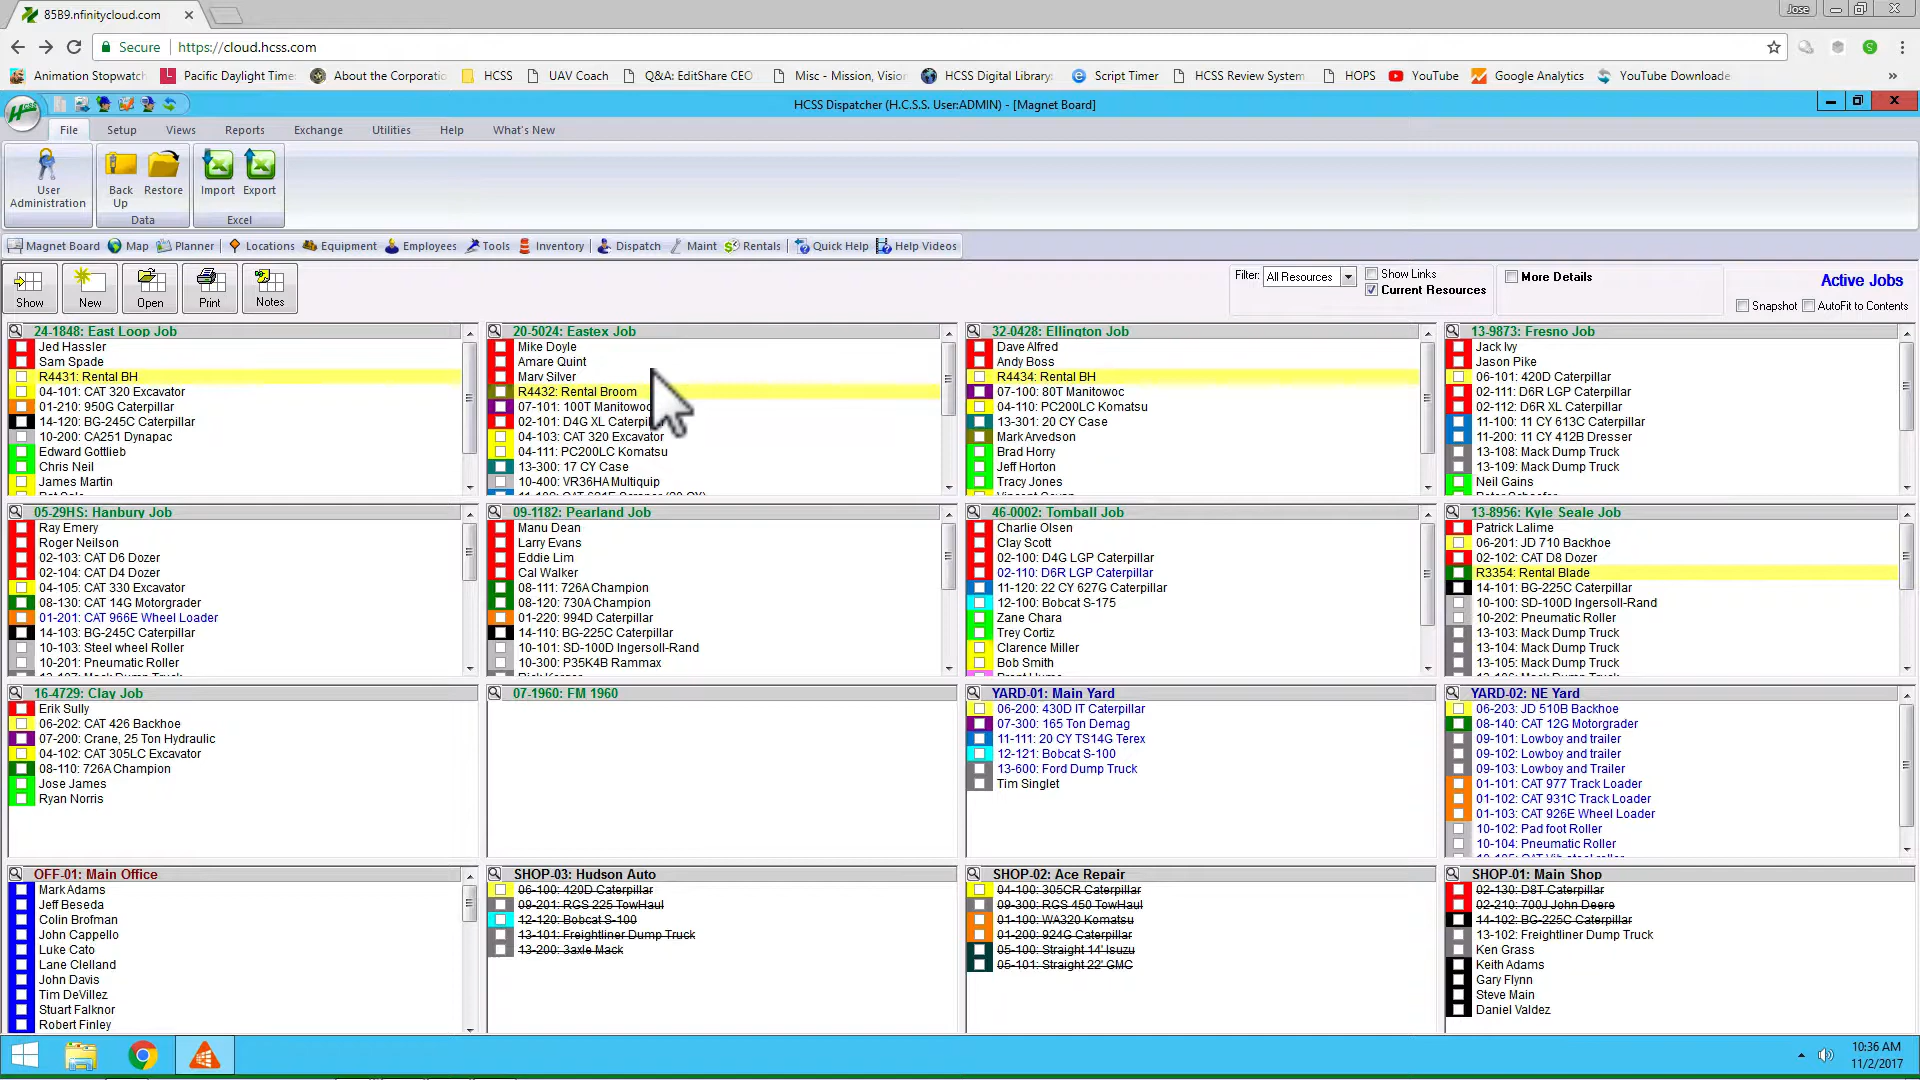 85B9.nfinitycloud.com
Jose
Secure https://cloud.hcss.com
Animation Stopwatch
Pacific Daylight Time
About the Corporatio
HCSS
UAV Coach
Q&A: EditShare CEO
Misc - Mission, Vision
HCSS Digital Library
Script Timer
HCSS Review System
HOPS
YouTube
Google Analytics
YouTube Downloade
HCSS Dispatcher (H.C.S.S. User:ADMIN) - [Magnet Board]
File Setup Views Reports Exchange Utilities Help What's New
User Administration
Back Up
Restore
Import
Export
Data
Excel
Magnet Board Map Planner Locations Equipment Employees Tools Inventory Dispatch Maint Rentals Quick Help Help Videos
Show New Open Print Notes
Filter: All Resources
Show Links
Current Resources
More Details
Active Jobs
Snapshot AutoFit to Contents
24-1848: East Loop Job
Jed Hassler
Sam Spade
R4431: Rental BH
04-101: CAT 320 Excavator
01-210: 950G Caterpillar
14-120: BG-245C Caterpillar
10-200: CA251 Dynapac
Edward Gottlieb
Chris Neil
James Martin
20-5024: Eastex Job
Mike Doyle
Amare Quint
Marv Silver
R4432: Rental Broom
07-101: 100T Manitowoc
02-101: D4G XL Caterpil
04-103: CAT 320 Excavator
04-111: PC200LC Komatsu
13-300: 17 CY Case
10-400: VR36HA Multiquip
32-0428: Ellington Job
Dave Alfred
Andy Boss
R4434: Rental BH
07-100: 80T Manitowoc
04-110: PC200LC Komatsu
13-301: 20 CY Case
Mark Arvedson
Brad Horry
Jeff Horton
Tracy Jones
13-9873: Fresno Job
Jack Ivy
Jason Pike
06-101: 420D Caterpillar
02-111: D6R LGP Caterpillar
02-112: D6R XL Caterpillar
11-100: 11 CY 613C Caterpillar
11-200: 11 CY 412B Dresser
13-108: Mack Dump Truck
13-109: Mack Dump Truck
Neil Gains
05-29HS: Hanbury Job
Ray Emery
Roger Neilson
02-103: CAT D6 Dozer
02-104: CAT D4 Dozer
04-105: CAT 330 Excavator
08-130: CAT 14G Motorgrader
01-201: CAT 966E Wheel Loader
14-103: BG-245C Caterpillar
10-103: Steel wheel Roller
10-201: Pneumatic Roller
09-1182: Pearland Job
Manu Dean
Larry Evans
Eddie Lim
Cal Walker
08-111: 726A Champion
08-120: 730A Champion
01-220: 994D Caterpillar
14-110: BG-225C Caterpillar
10-101: SD-100D Ingersoll-Rand
10-300: P35K4B Rammax
46-0002: Tomball Job
Charlie Olsen
Clay Scott
02-100: D4G LGP Caterpillar
02-110: D6R LGP Caterpillar
11-120: 22 CY 627G Caterpillar
12-100: Bobcat S-175
Zane Chara
Trey Cortiz
Clarence Miller
Bob Smith
13-8956: Kyle Seale Job
Patrick Lalime
06-201: JD 710 Backhoe
02-102: CAT D8 Dozer
R3354: Rental Blade
14-101: BG-225C Caterpillar
10-100: SD-100D Ingersoll-Rand
10-202: Pneumatic Roller
13-103: Mack Dump Truck
13-104: Mack Dump Truck
13-105: Mack Dump Truck
16-4729: Clay Job
Erik Sully
06-202: CAT 426 Backhoe
07-200: Crane, 25 Ton Hydraulic
04-102: CAT 305LC Excavator
08-110: 726A Champion
Jose James
Ryan Norris
07-1960: FM 1960
YARD-01: Main Yard
06-200: 430D IT Caterpillar
07-300: 165 Ton Demag
11-111: 20 CY TS14G Terex
12-121: Bobcat S-100
13-600: Ford Dump Truck
Tim Singlet
YARD-02: NE Yard
06-203: JD 510B Backhoe
08-140: CAT 12G Motorgrader
09-101: Lowboy and trailer
09-102: Lowboy and trailer
09-103: Lowboy and Trailer
01-101: CAT 977 Track Loader
01-102: CAT 931C Track Loader
01-103: CAT 926E Wheel Loader
10-102: Pad foot Roller
10-104: Pneumatic Roller
OFF-01: Main Office
Mark Adams
Jeff Beseda
Colin Brofman
John Cappello
Luke Cato
Lane Clelland
John Davis
Tim DeVillez
Stuart Falknor
Robert Finley
SHOP-03: Hudson Auto
06-100: 420D Caterpillar
09-201: RGS 225 TowHaul
12-120: Bobcat S-100
13-101: Freightliner Dump Truck
13-200: 3axle Mack
SHOP-02: Ace Repair
04-100: 305CR Caterpillar
09-300: RGS 450 TowHaul
01-100: WA320 Komatsu
01-200: 924G Caterpillar
05-100: Straight 14' Isuzu
05-101: Straight 22' GMC
SHOP-01: Main Shop
02-130: D8T Caterpillar
02-210: 700J John Deere
14-102: BG-225C Caterpillar
13-102: Freightliner Dump Truck
Ken Grass
Keith Adams
Gary Flynn
Steve Main
Daniel Valdez
10:36 AM
11/2/2017